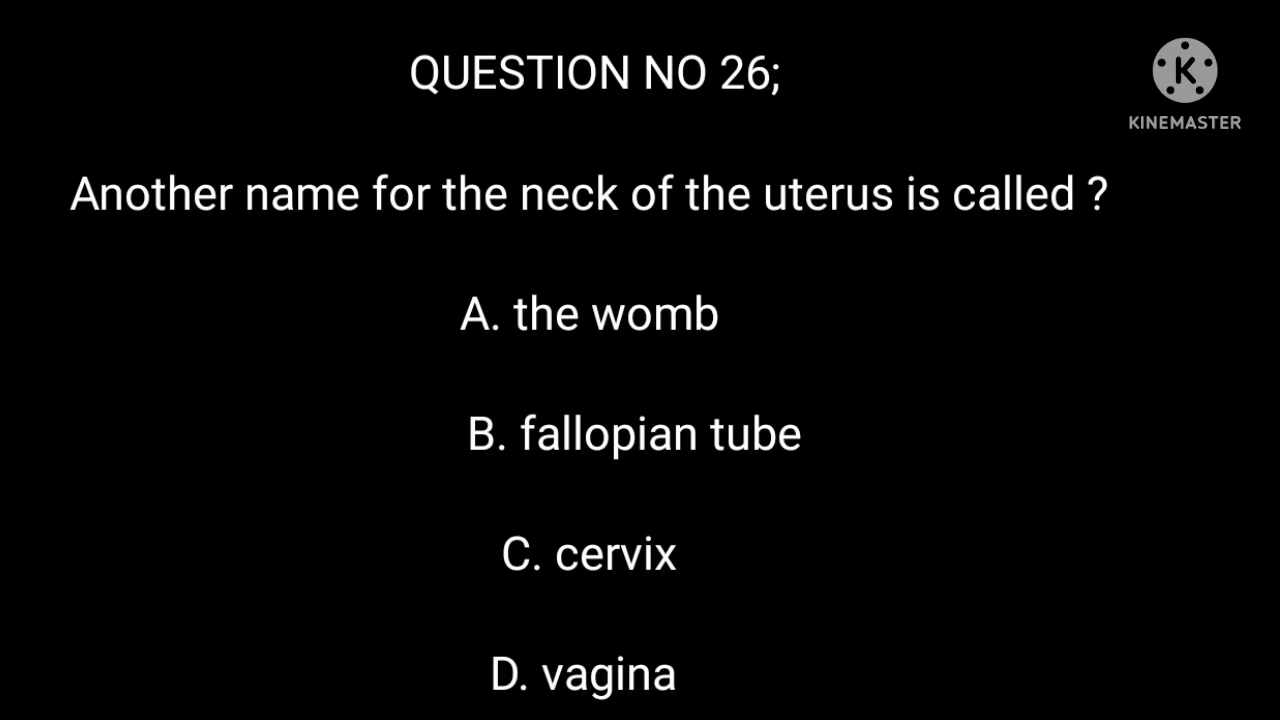 QUESTION NO 26;
K
KINEMASTER
Another name for the neck of the uterus is called ?
A. the womb
B. fallopian tube
C. cervix
D. vagina